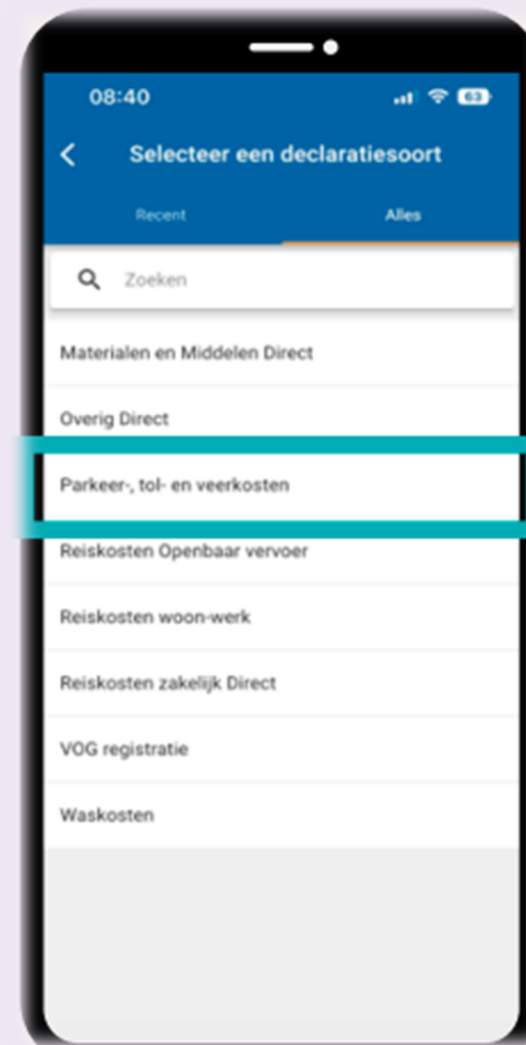 08:40
63
Selecteer een declaratiesoort
Recent
Alles
Zoeken
Materialen en Middelen Direct
Overig Direct
Parkeer-, tol- en veerkosten
Reiskosten Openbaar vervoer
Reiskosten woon-werk
Reiskosten zakelijk Direct
VOG registratie
Waskosten